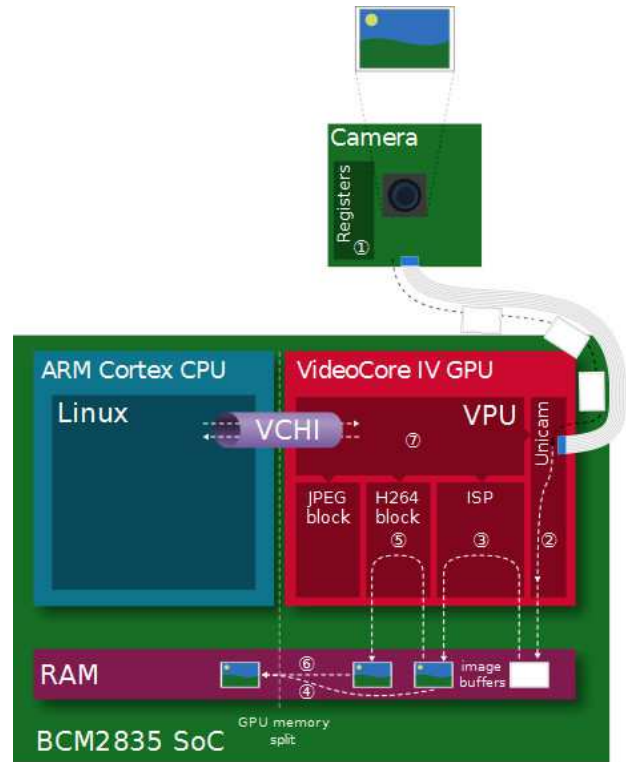 Camera
Registers
①
ARM Cortex CPU
VideoCore IV GPU
Linux
VCHI
VPU
⑦
Unicam
JPEG
block
H264
block
ISP
⑤
③
②
RAM
⑥
④
image
buffers
GPU memory
split
BCM2835 SoC